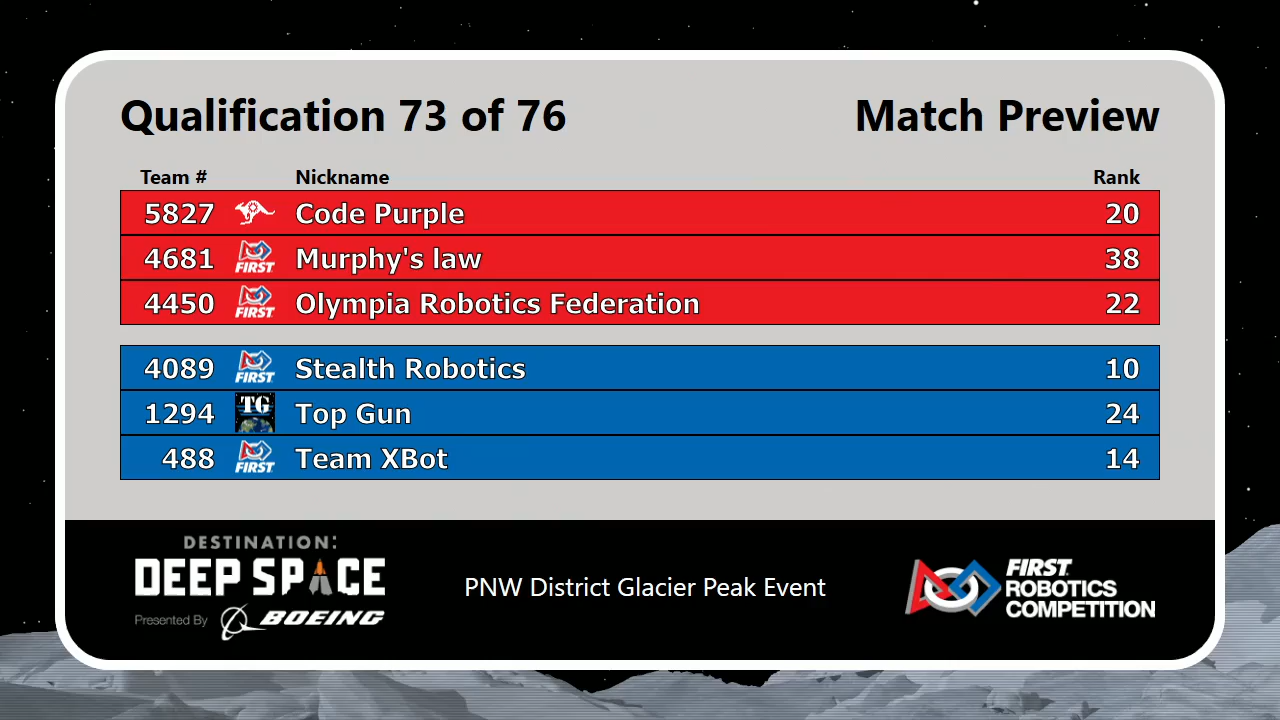 Qualification 73 of 76 Match Preview
Team # Nickname Rank
5827 Code Purple 20
4681 FIRST Murphy's law 38
4450 FIRST Olympia Robotics Federation 22
4089 FIRST Stealth Robotics 10
1294 TG Top Gun 24
488 FIRST Team XBot 14
DESTINATION:
DEEP SPACE
Presented By BOEING
PNW District Glacier Peak Event
FIRST
ROBOTICS
COMPETITION